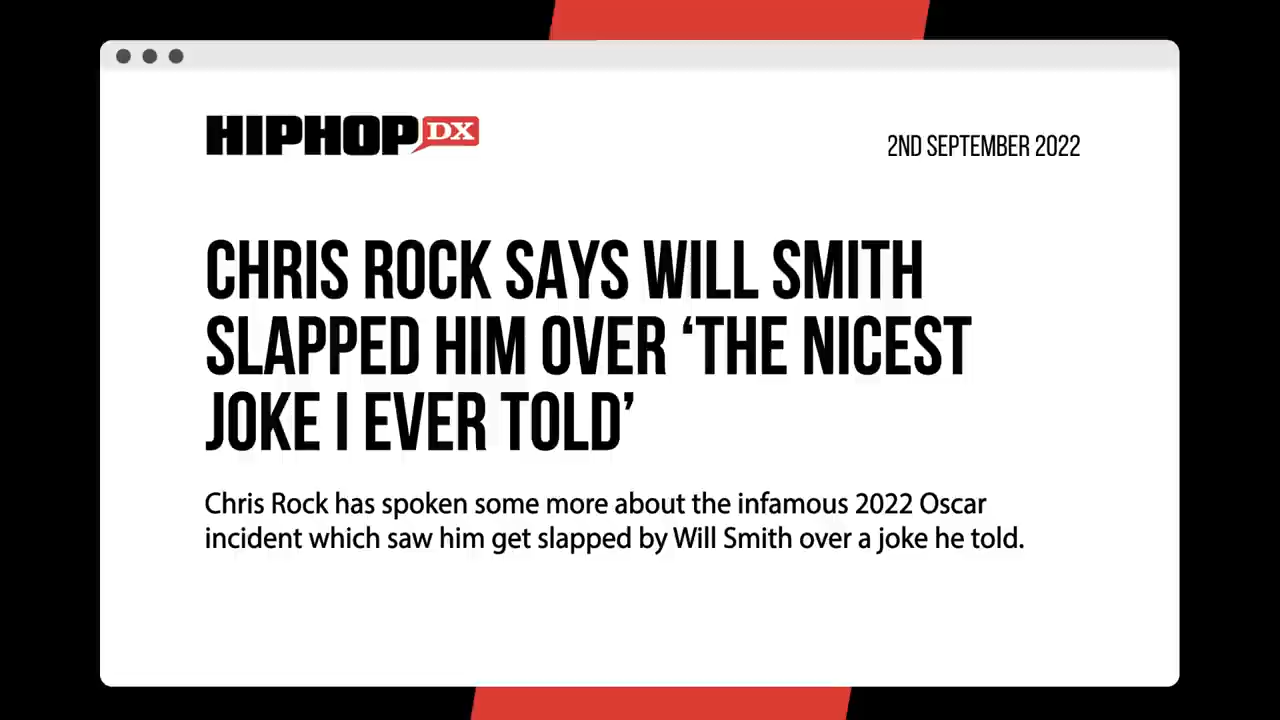 HIPHOPDX
2ND SEPTEMBER 2022
CHRIS ROCK SAYS WILL SMITH
SLAPPED HIM OVER ‘THE NICEST
JOKE I EVER TOLD’
Chris Rock has spoken some more about the infamous 2022 Oscar
incident which saw him get slapped by Will Smith over a joke he told.